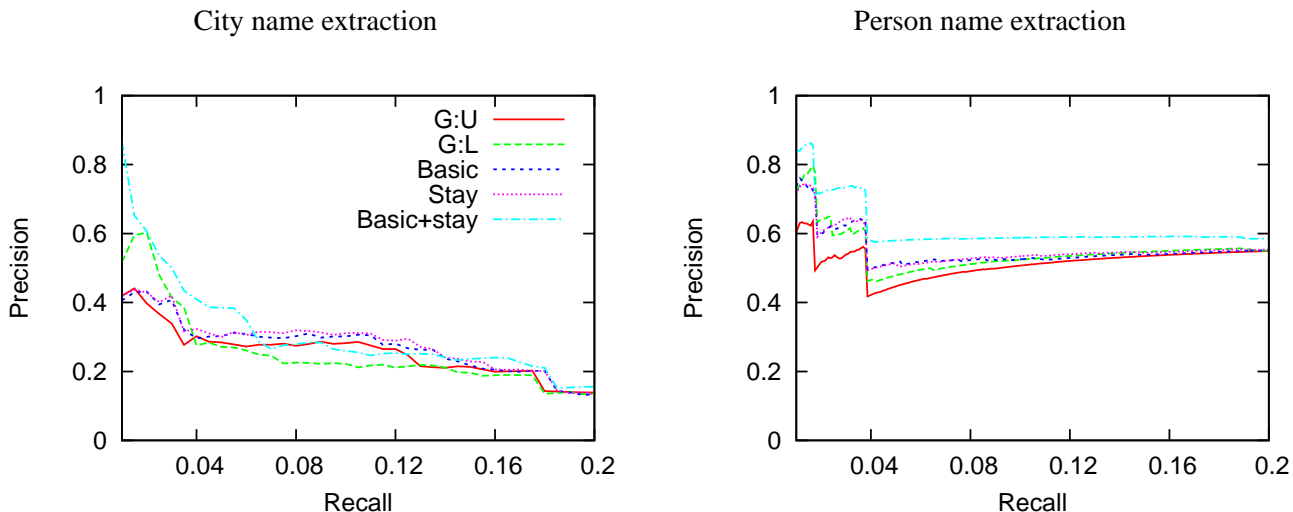 City name extraction
Person name extraction
1
0.8
0.6
0.4
0.2
0
Precision
G:U
G:L
Basic
Stay
Basic+stay
0.04 0.08 0.12 0.16 0.2
Recall
1
0.8
0.6
0.4
0.2
0
Precision
0.04 0.08 0.12 0.16 0.2
Recall